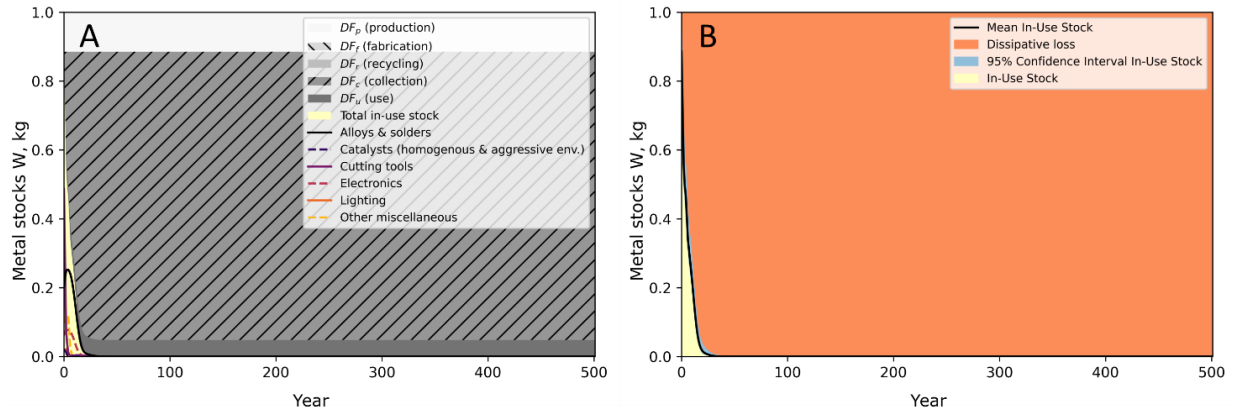 A
Metal stocks W, kg
1.0
0.8
0.6
0.4
0.2
0.0
0
100
200
300
400
500
Year
DFp (production)
DFf (fabrication)
DFr (recycling)
DFc (collection)
DFu (use)
Total in-use stock
Alloys & solders
Catalysts (homogenous & aggressive env.)
Cutting tools
Electronics
Lighting
Other miscellaneous
B
Metal stocks W, kg
1.0
0.8
0.6
0.4
0.2
0.0
0
100
200
300
400
500
Year
Mean In-Use Stock
Dissipative loss
95% Confidence Interval In-Use Stock
In-Use Stock